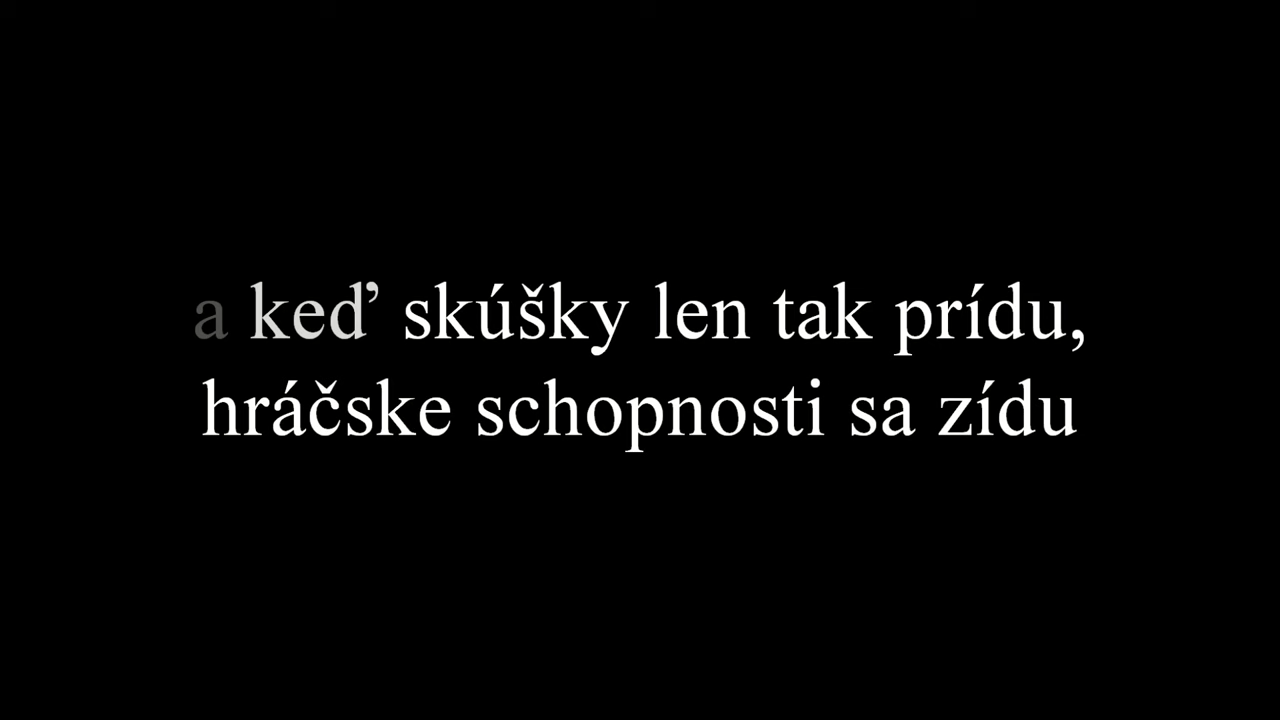 a keď skúšky len tak prídu,
hráčske schopnosti sa zídu